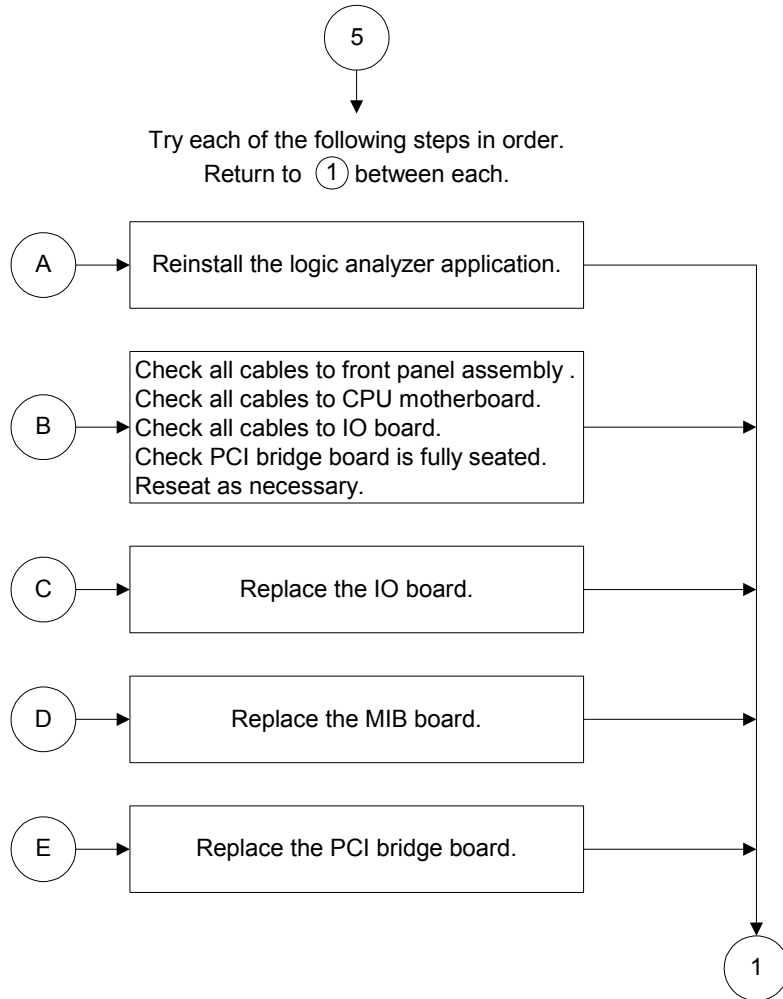 5
Try each of the following steps in order.
Return to 1 between each.
A
Reinstall the logic analyzer application.
B
Check all cables to front panel assembly .
Check all cables to CPU motherboard.
Check all cables to IO board.
Check PCI bridge board is fully seated.
Reseat as necessary.
C
Replace the IO board.
D
Replace the MIB board.
E
Replace the PCI bridge board.
1